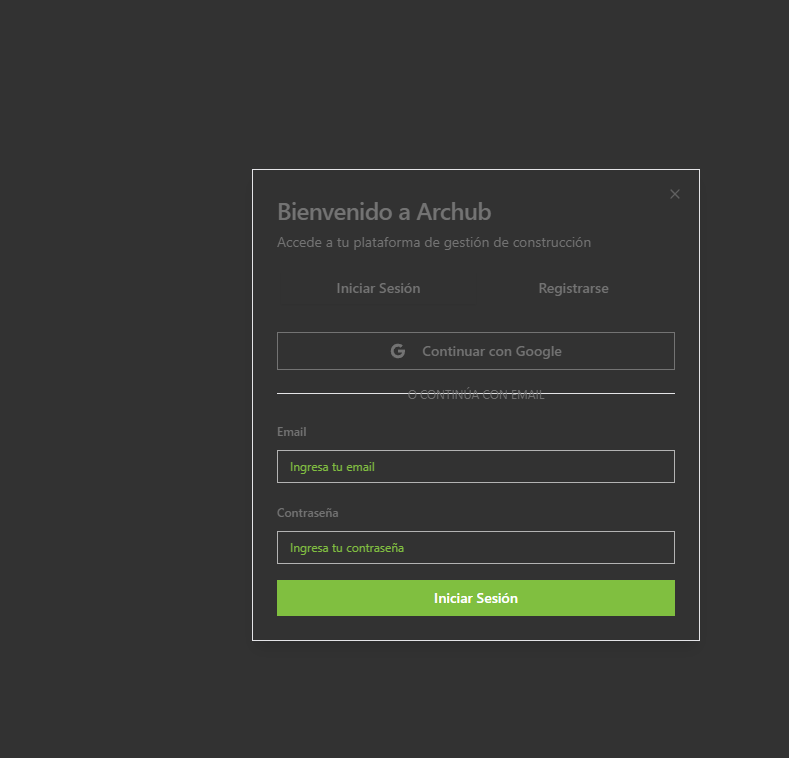 Bienvenido a Archub
Accede a tu plataforma de gestión de construcción
Iniciar Sesión
Registrarse
Continuar con Google
O CONTINÚA CON EMAIL
Email
Ingresa tu email
Contraseña
Ingresa tu contraseña
Iniciar Sesión